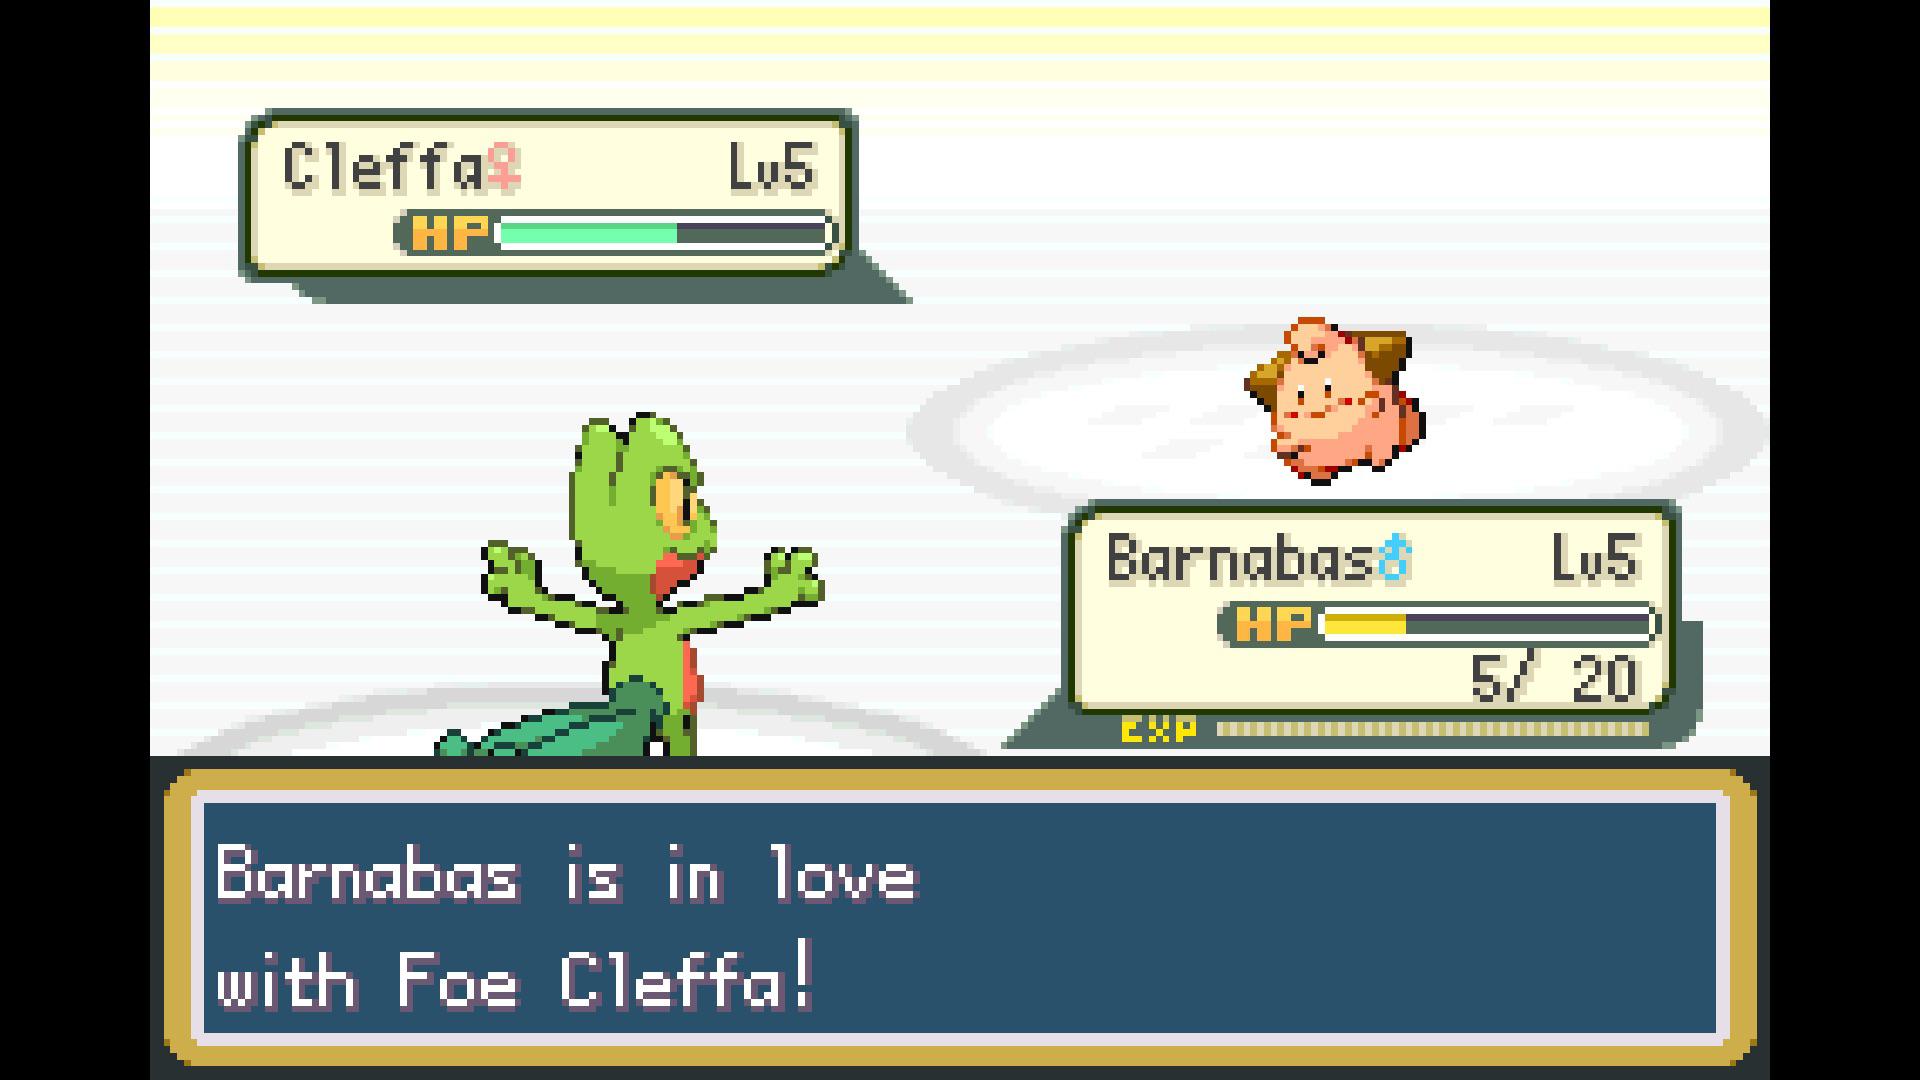 Cleffa♀ Lv5
HP
Barnabas♂ Lv5
HP
5/ 20
EXP
Barnabas is in love
with Foe Cleffa!